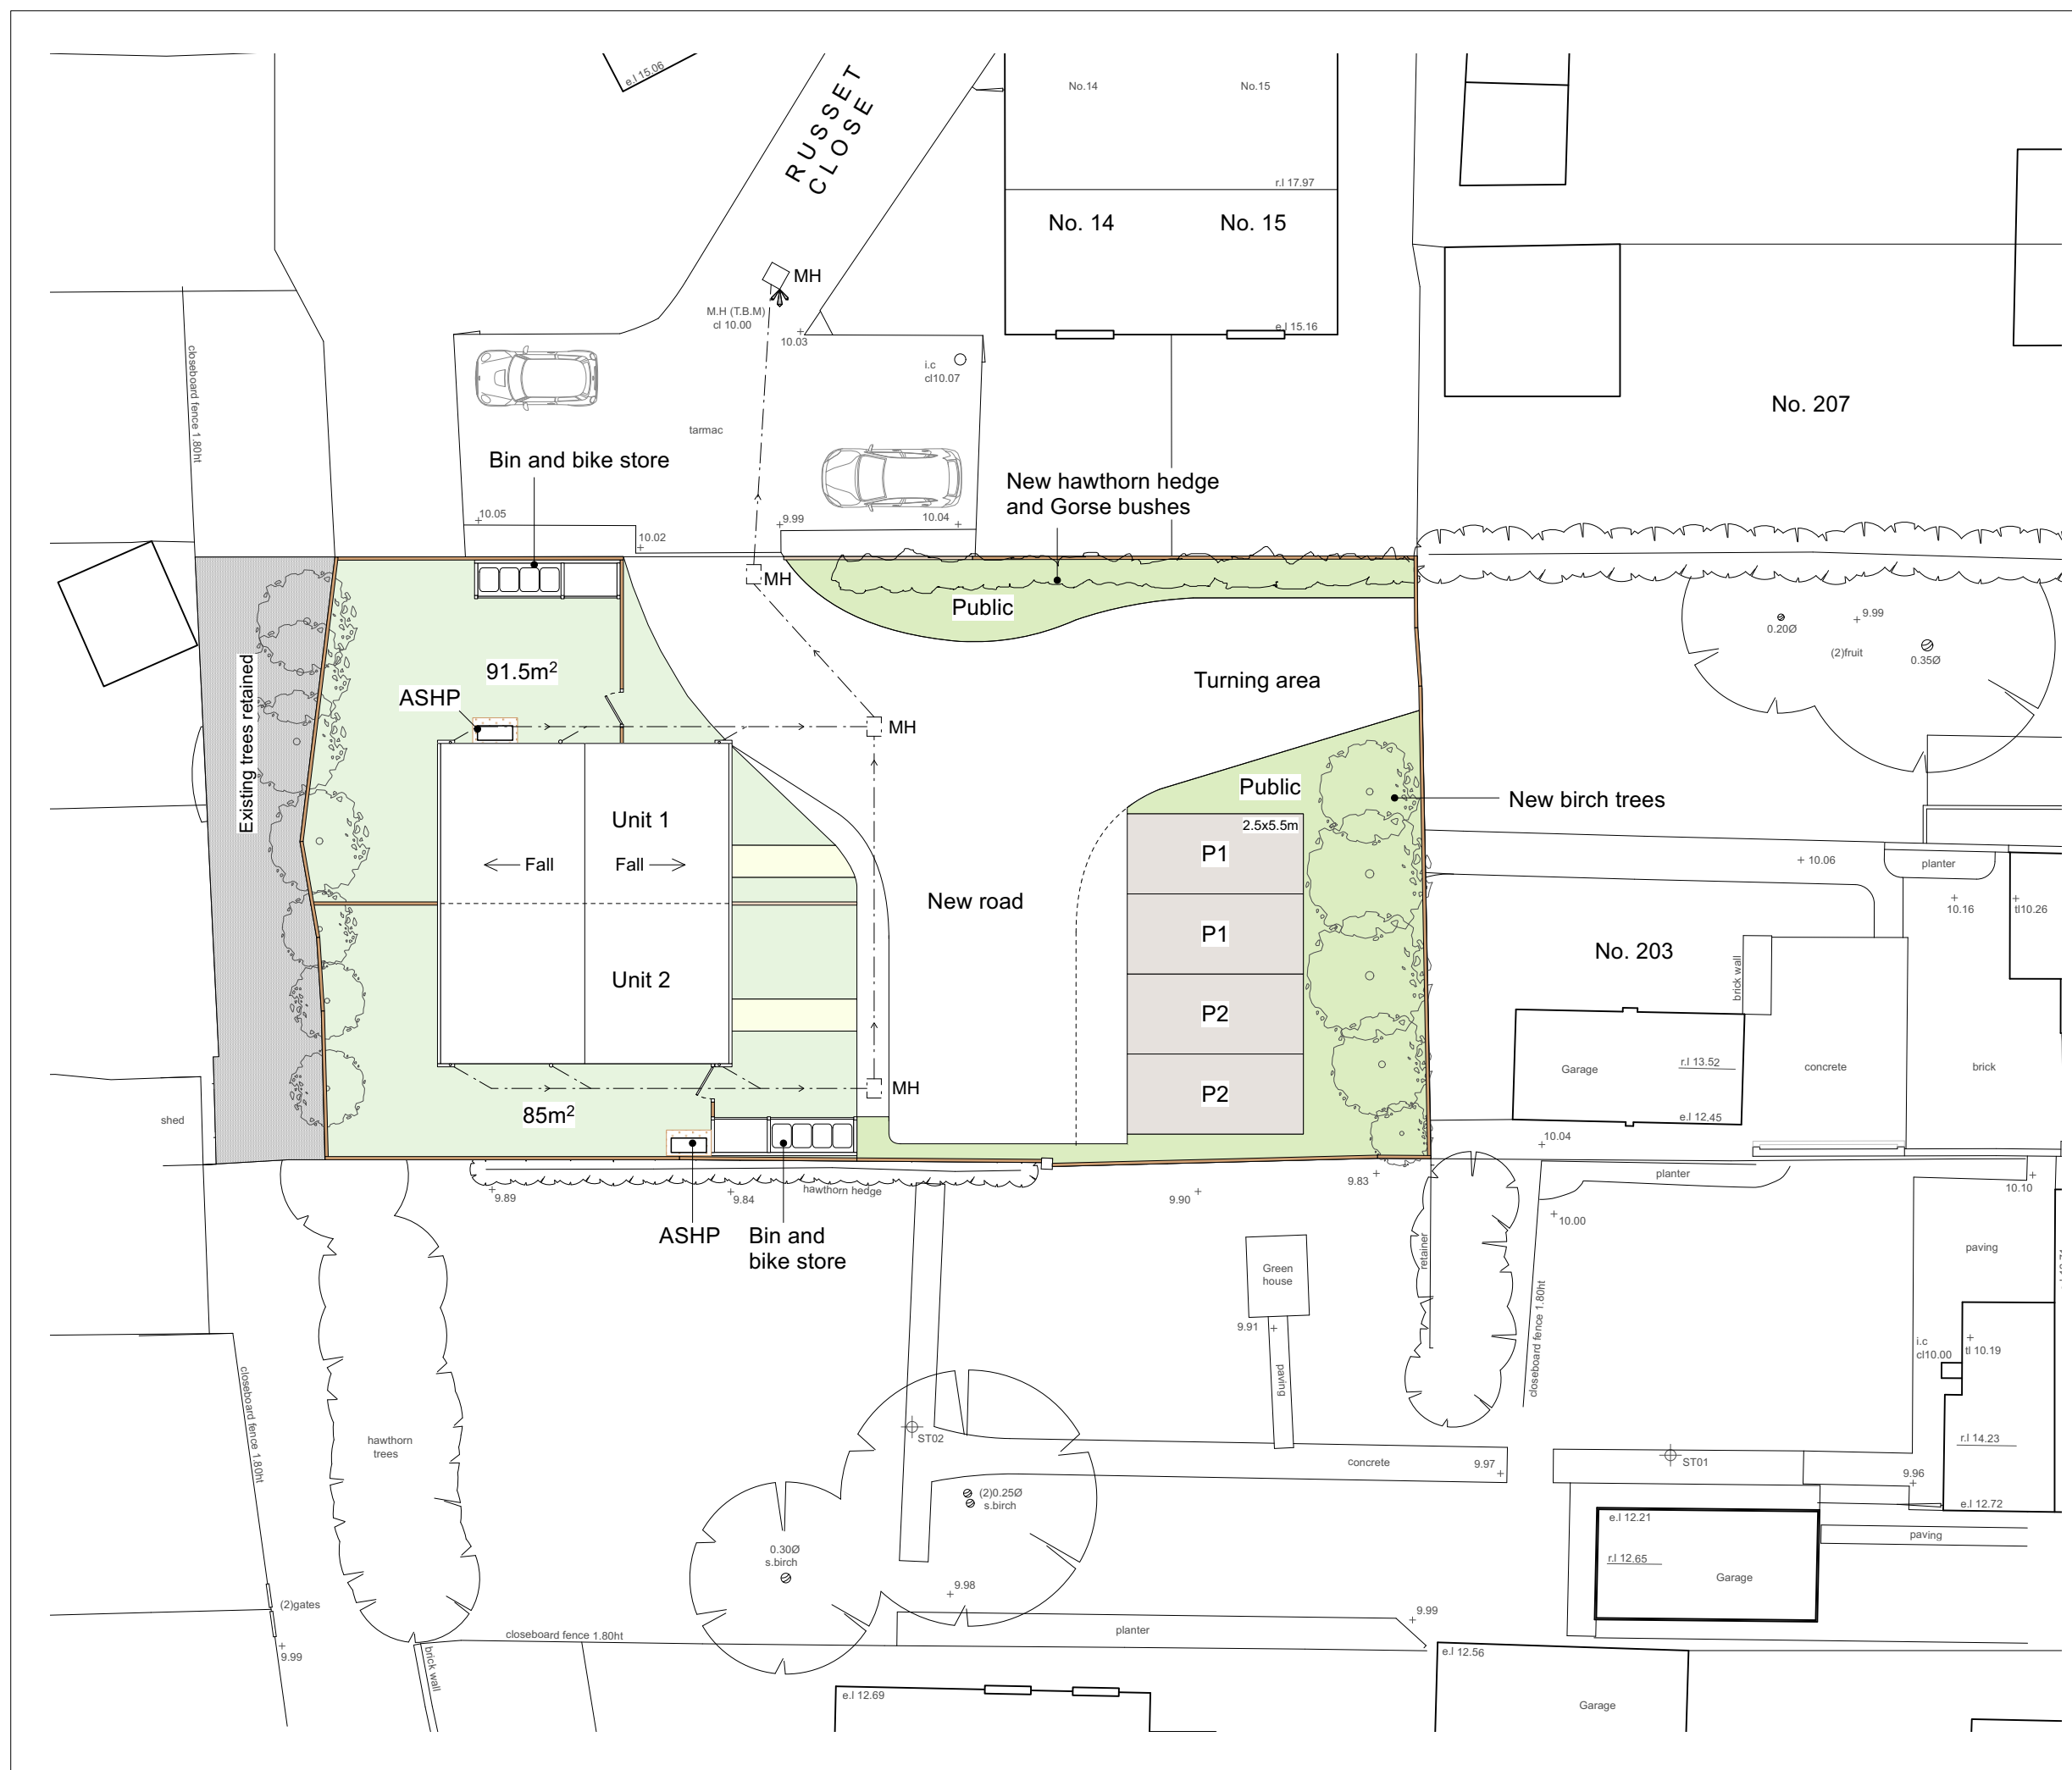 e.l 15.06
RUSSET
CLOSE
No.14
No.15
r.l 17.97
No. 14
No. 15
MH
M.H (T.B.M)
cl 10.00
10.03
e.l 15.16
i.c
cl10.07
closeboard fence 1.80ht
No. 207
tarmac
Bin and bike store
New hawthorn hedge
and Gorse bushes
10.05
10.02
9.99
10.04
MH
Public
0.20Ø
9.99
(2)fruit
0.35Ø
Existing trees retained
91.5m²
ASHP
Turning area
MH
Public
New birch trees
2.5x5.5m
Unit 1
Fall
Fall
P1
10.06
planter
New road
P1
10.16
tl10.26
No. 203
brick wall
Unit 2
P2
Garage
r.l 13.52
concrete
brick
P2
MH
85m²
shed
e.l 12.45
10.04
hawthorn hedge
9.89
9.84
9.90
9.83
planter
10.10
10.00
ASHP
Bin and
bike store
retainer
paving
Green
house
closeboard fence 1.80ht
9.91
paving
i.c
cl10.00
tl 10.19
closeboard fence 1.80ht
hawthorn
trees
ST02
concrete
9.97
ST01
r.l 14.23
9.96
(2)0.25Ø
s.birch
e.l 12.72
e.l 12.21
paving
0.30Ø
s.birch
r.l 12.65
Garage
9.98
(2)gates
9.99
planter
closeboard fence 1.80ht
9.99
brick wall
e.l 12.56
e.l 12.69
Garage